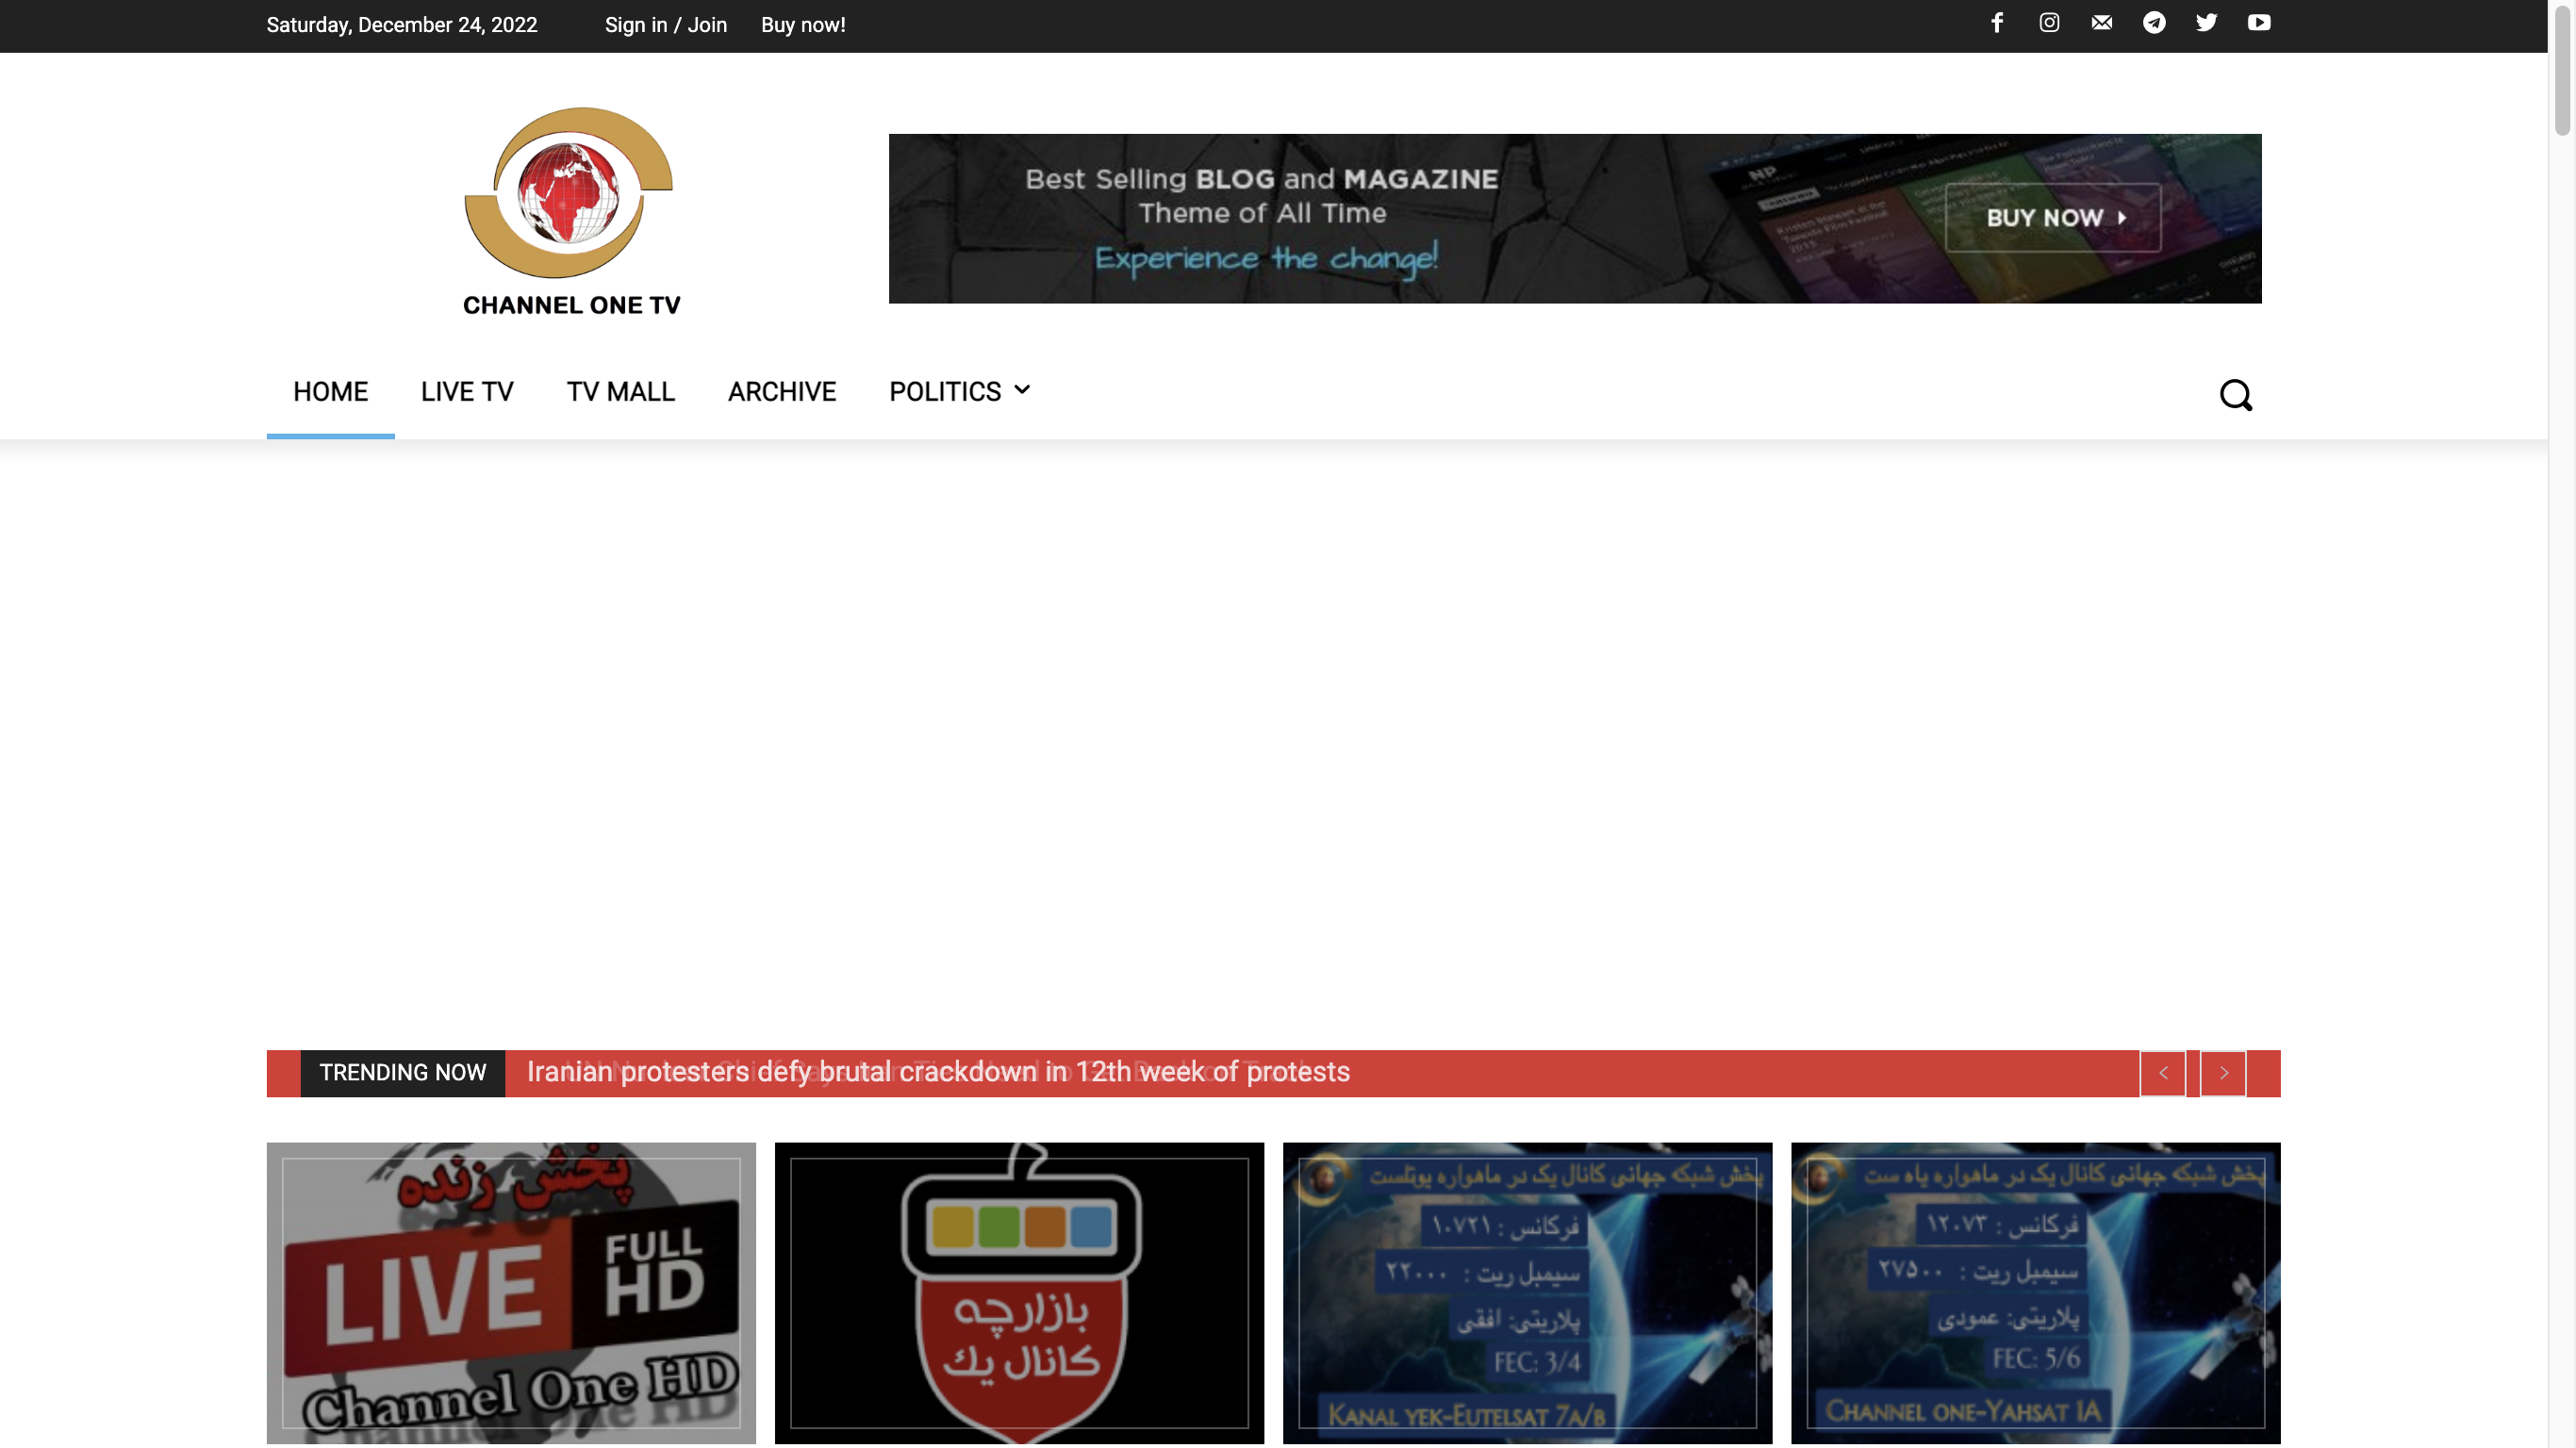 Saturday, December 24, 2022
Sign in / Join
Buy now!
CHANNEL ONE TV
Best Selling BLOG and MAGAZINE
Theme of All Time
Experience the change!
BUY NOW
HOME
LIVE TV
TV MALL
ARCHIVE
POLITICS
TRENDING NOW
Iranian protesters defy brutal crackdown in 12th week of protests
پخش زنده
LIVE
FULL
HD
Channel One HD
بازارچه
کانال یک
پخش شبکه جهانی کانال یک در ماهواره یوتلست
فرکانس : ۱۰۷۲۱
سیمبل ریت : ۲۲۰۰۰
پلاریتی: افقی
FEC: 3/4
KANAL YEK-EUTELSAT 7A/B
پخش شبکه جهانی کانال یک در ماهواره یاه ست
فرکانس : ۱۲۰۷۳
سیمبل ریت : ۲۷۵۰۰
پلاریتی: عمودی
FEC: 5/6
CHANNEL ONE-YAHSAT 1A